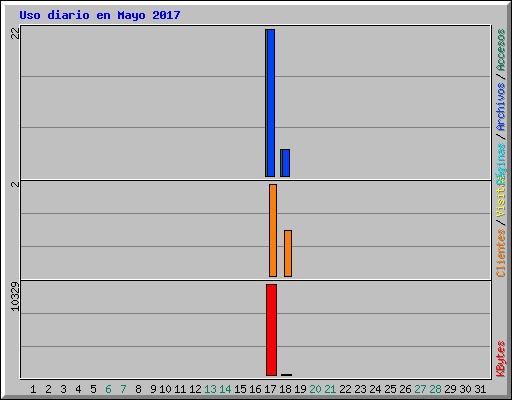 Uso diario en Mayo 2017
22
2
10329
Accesos
/ Archivos
Clientes /
KBytes
1 2 3 4 5 6 7 8 9 10 11 12 13 14 15 16 17 18 19 20 21 22 23 24 25 26 27 28 29 30 31